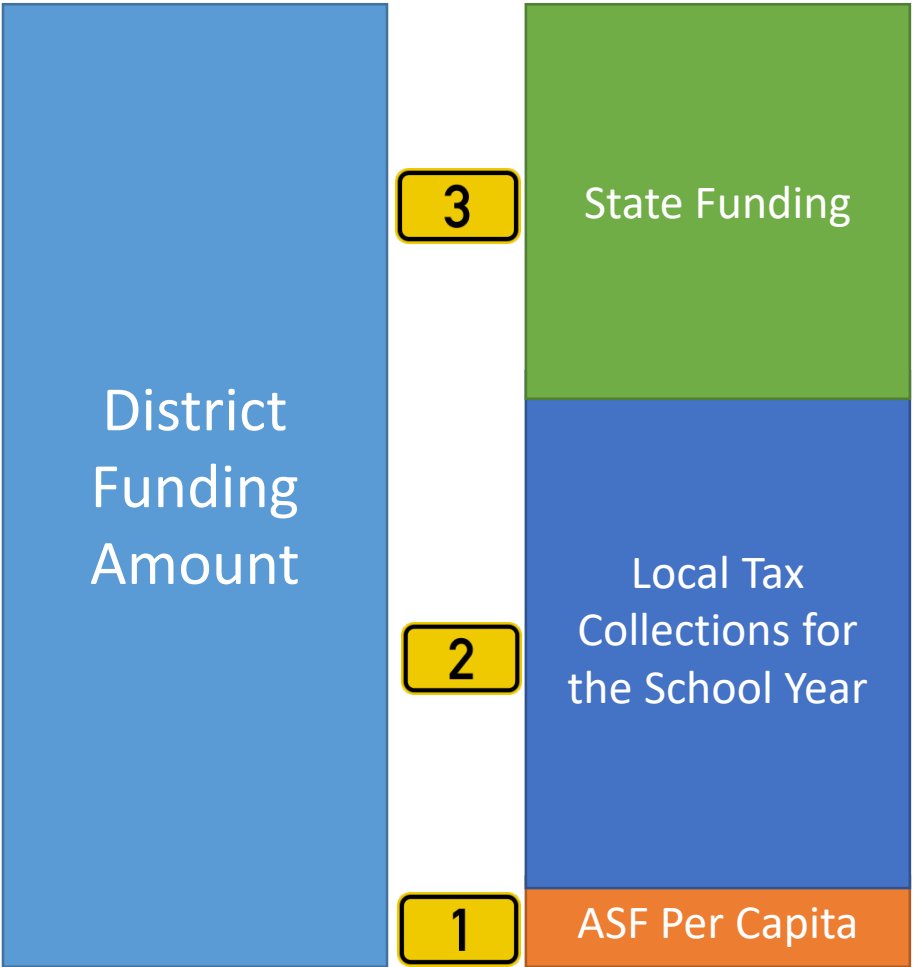 District
Funding
Amount
3
State Funding
2
Local Tax
Collections for
the School Year
1
ASF Per Capita